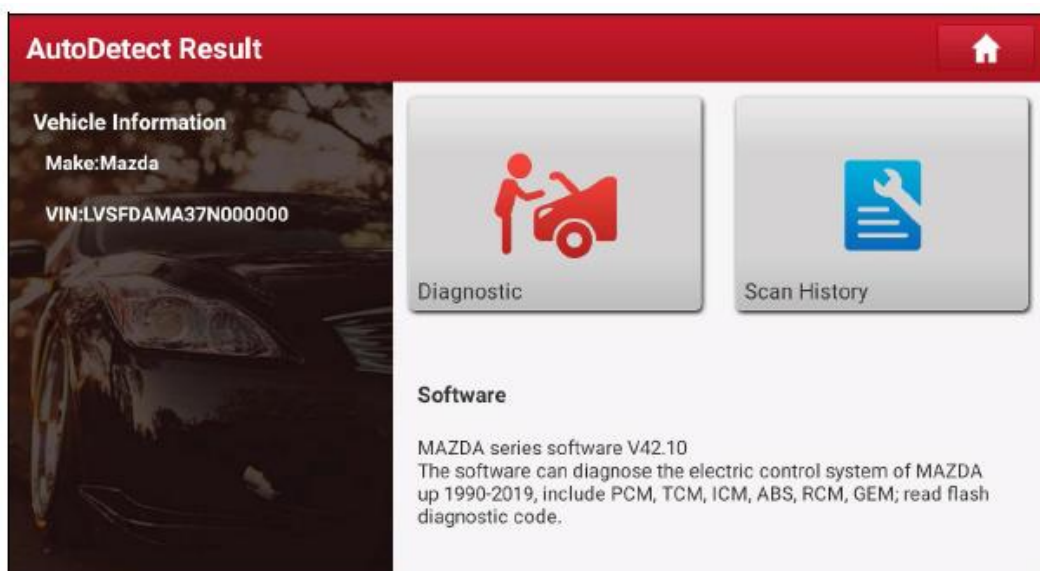 AutoDetect Result
Vehicle Information
Make:Mazda
VIN:LVSFDAMA37N000000
Diagnostic
Scan History
Software
MAZDA series software V42.10
The software can diagnose the electric control system of MAZDA
up 1990-2019, include PCM, TCM, ICM, ABS, RCM, GEM; read flash
diagnostic code.